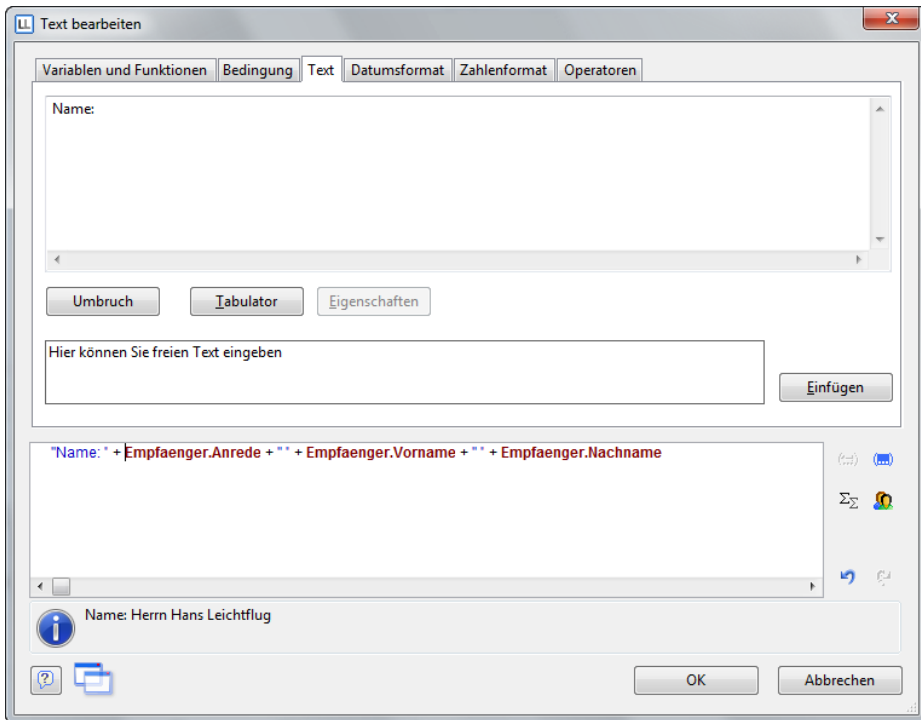 LL Text bearbeiten
Variablen und Funktionen Bedingung Text Datumsformat Zahlenformat Operatoren
Name:
Umbruch Tabulator Eigenschaften
Hier können Sie freien Text eingeben
Einfügen
"Name: " + Empfaenger.Anrede + " " + Empfaenger.Vorname + " " + Empfaenger.Nachname
Name: Herrn Hans Leichtflug
OK Abbrechen